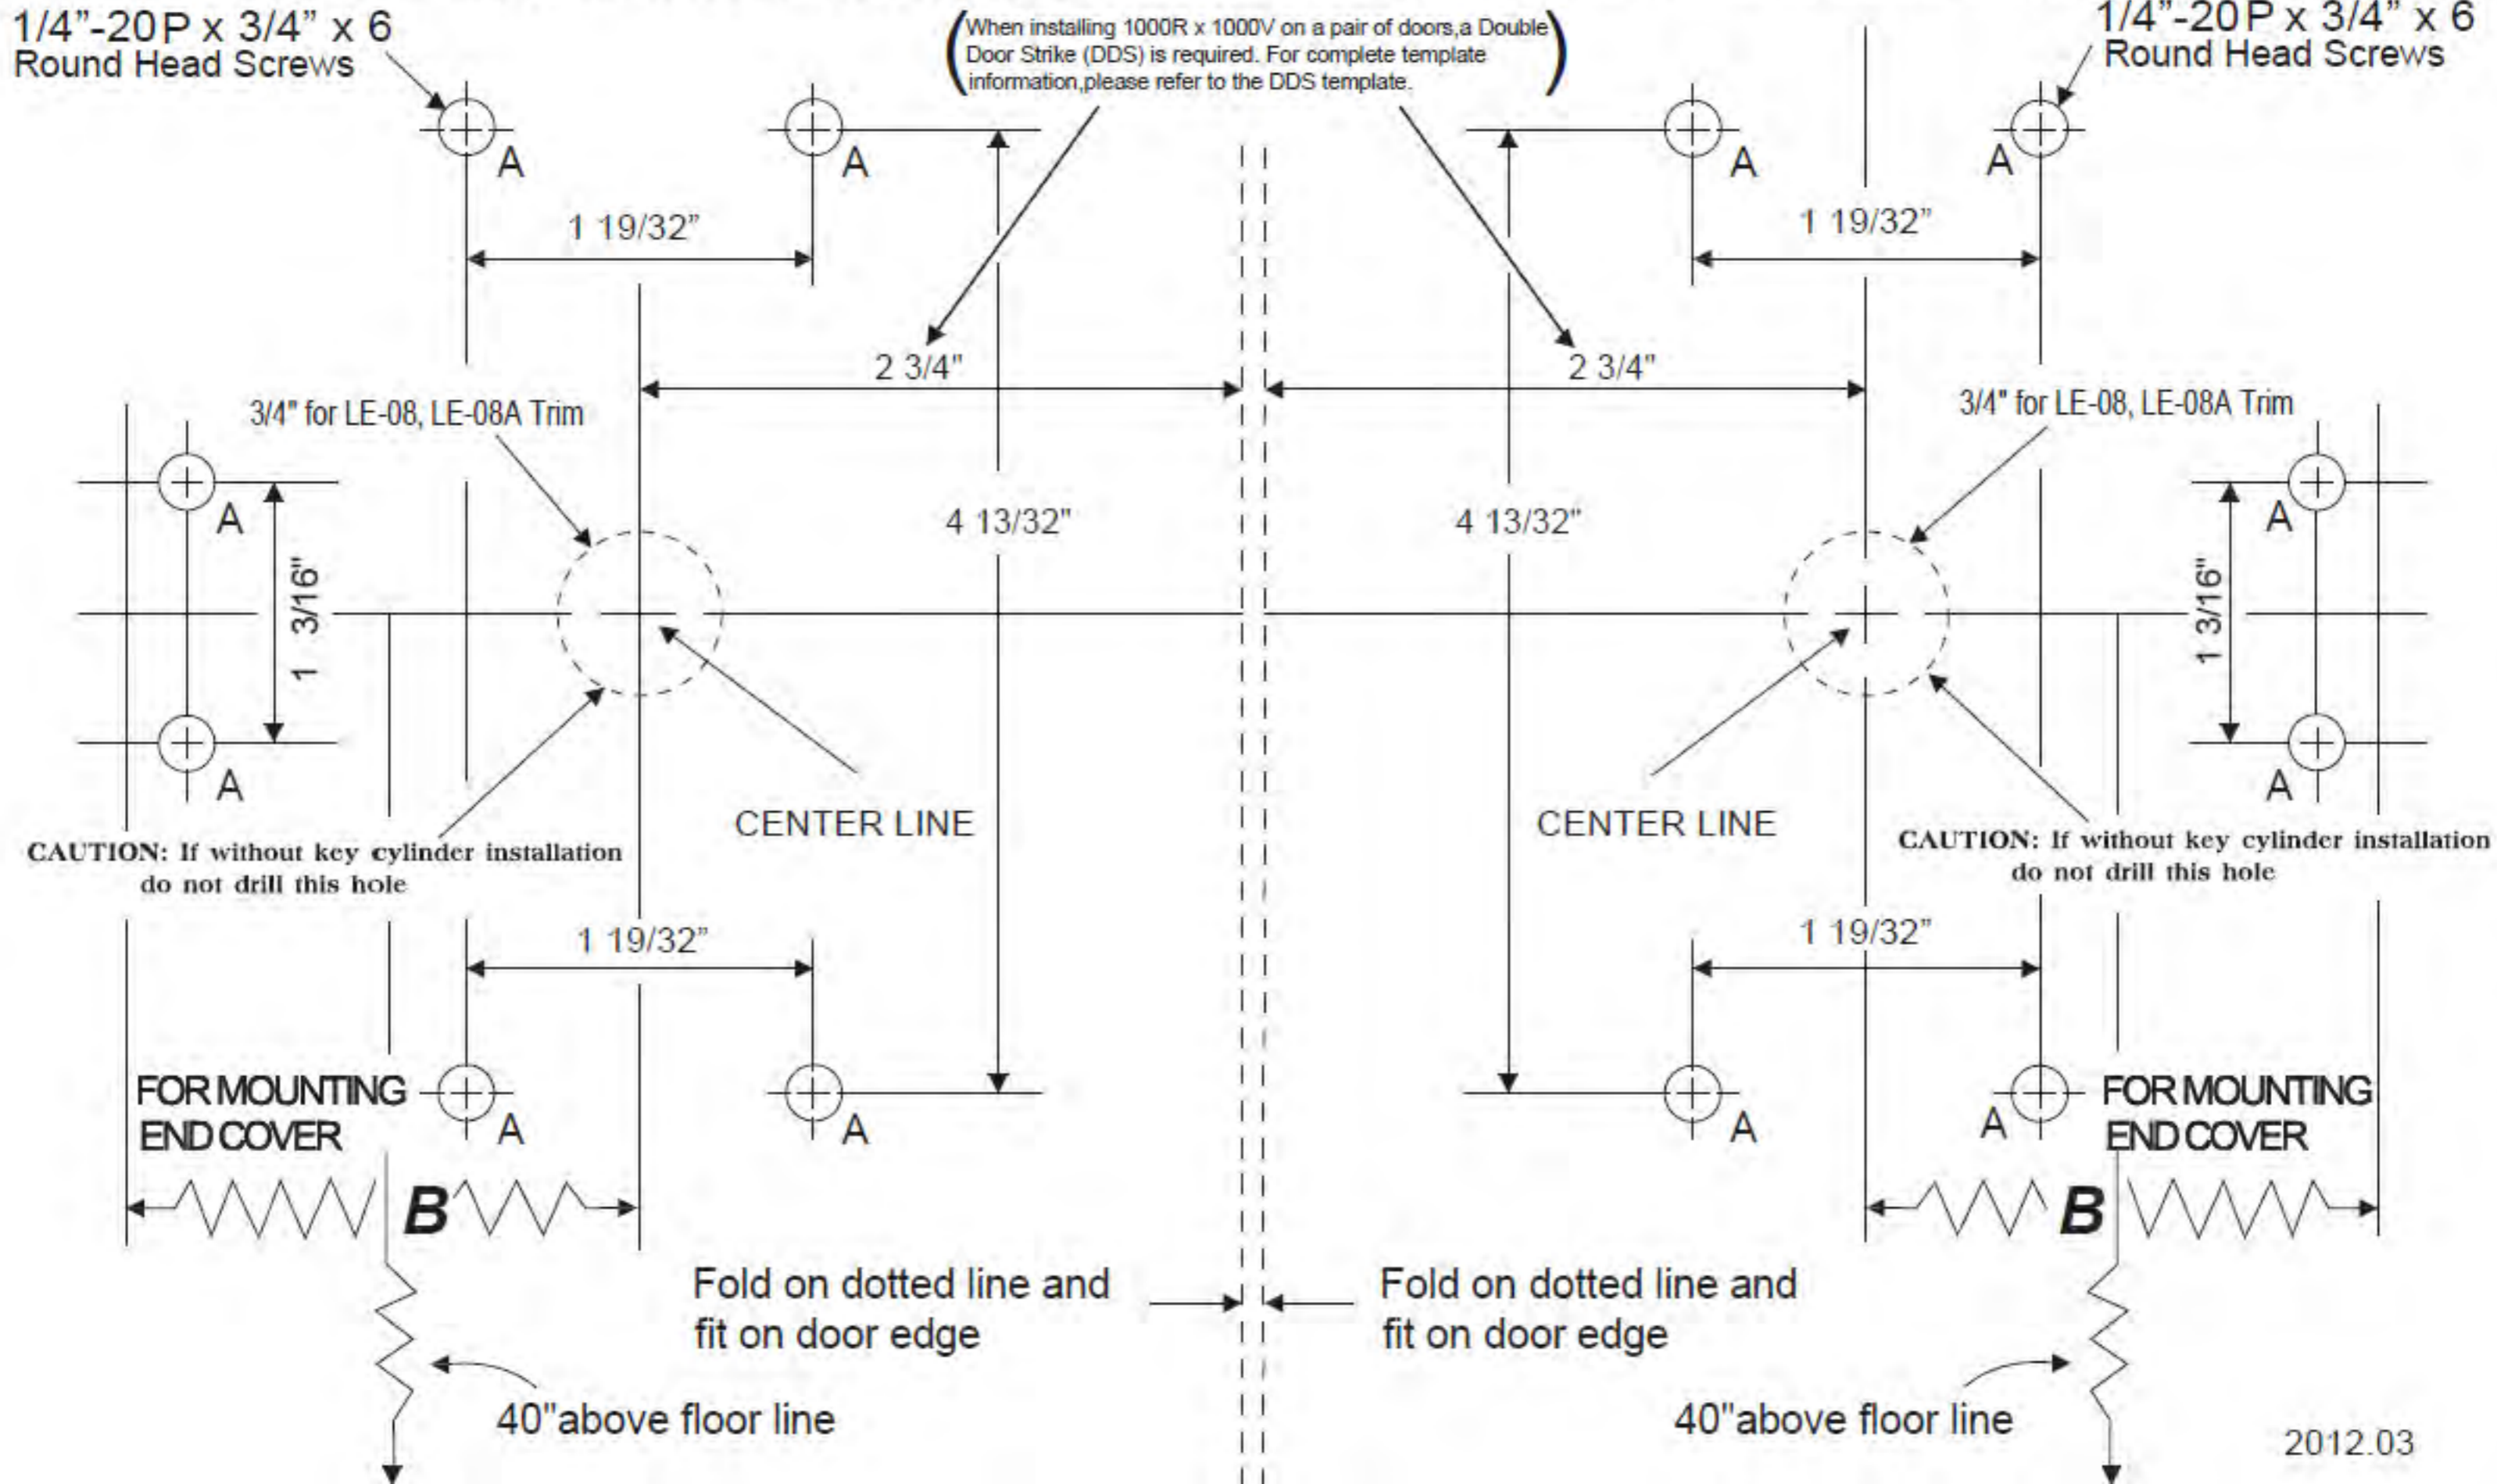 1/4”-20P x 3/4” x 6
Round Head Screws
(When installing 1000R x 1000V on a pair of doors,a Double
Door Strike (DDS) is required. For complete template
information,please refer to the DDS template.)
1/4”-20P x 3/4” x 6
Round Head Screws
A
A
A
A
1 19/32”
1 19/32”
2 3/4"
2 3/4"
3/4" for LE-08, LE-08A Trim
3/4" for LE-08, LE-08A Trim
A
4 13/32"
4 13/32"
A
1 3/16"
1 3/16"
A
A
CENTER LINE
CENTER LINE
CAUTION: If without key cylinder installation
do not drill this hole
CAUTION: If without key cylinder installation
do not drill this hole
1 19/32”
1 19/32”
FOR MOUNTING
END COVER
A
A
A
A
FOR MOUNTING
END COVER
B
B
Fold on dotted line and
fit on door edge
Fold on dotted line and
fit on door edge
40"above floor line
40"above floor line
2012.03